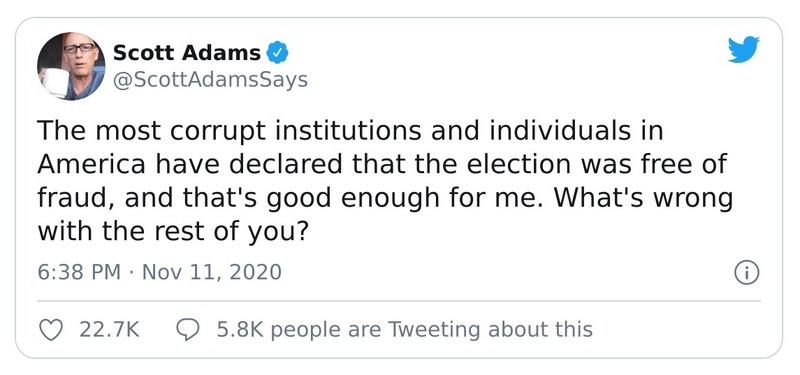 Scott Adams
@ScottAdamsSays
The most corrupt institutions and individuals in
America have declared that the election was free of
fraud, and that's good enough for me. What's wrong
with the rest of you?
6:38 PM · Nov 11, 2020
22.7K 5.8K people are Tweeting about this